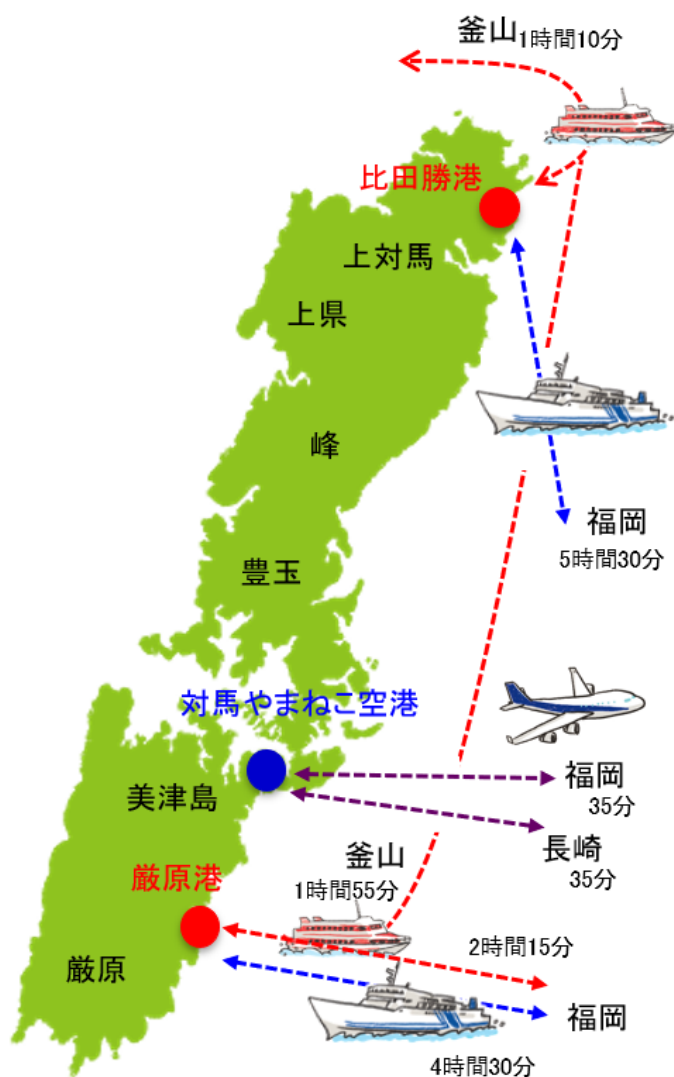 釜山1時間10分
比田勝港
上対馬
上県
峰
福岡
5時間30分
豊玉
対馬やまねこ空港
福岡
35分
美津島
長崎
35分
釜山
1時間55分
厳原港
2時間15分
厳原
福岡
4時間30分